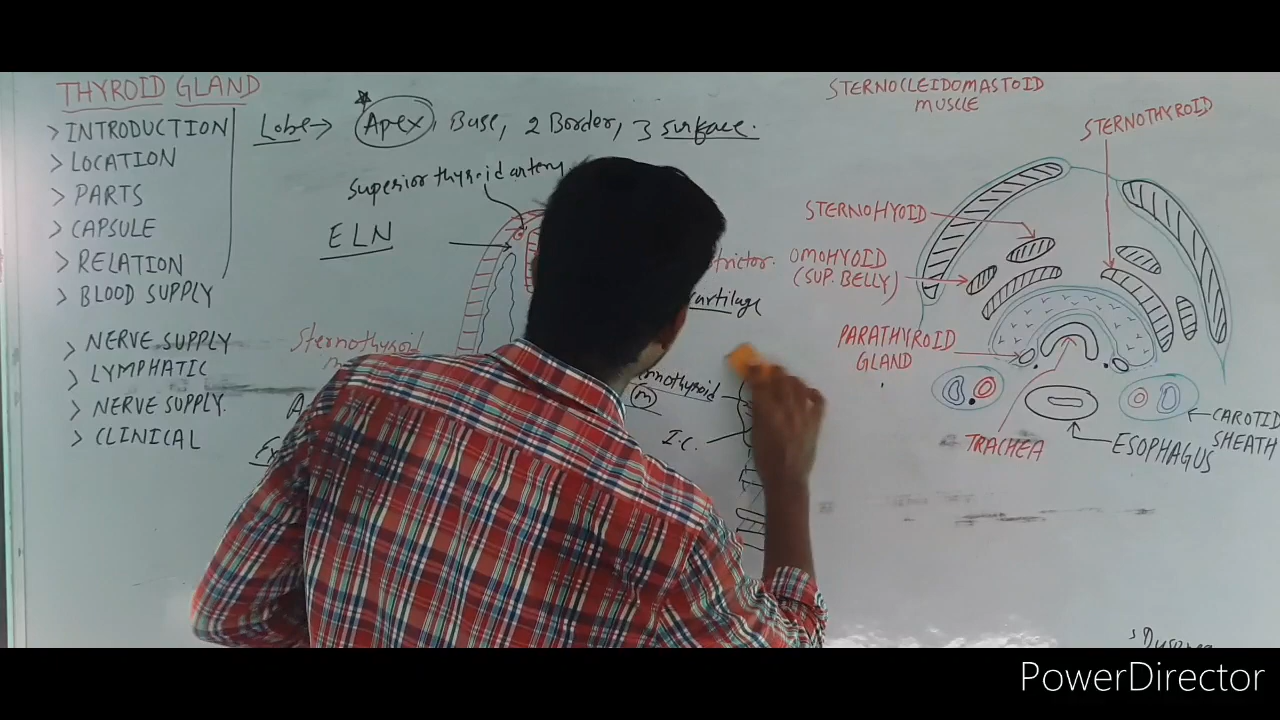 THYROID GLAND
> INTRODUCTION
> LOCATION
> PARTS
> CAPSULE
> RELATION
> BLOOD SUPPLY
> NERVE SUPPLY
> LYMPHATIC
> NERVE SUPPLY.
> CLINICAL
Lobe → Apex, Base, 2 Border, 3 surface.
Superior thyroid artery
ELN
Sternothyroid
I.C.
m
STERNOCLEIDOMASTOID
MUSCLE
STERNOTHYROID
STERNOHYOID
OMOHYOID
(SUP. BELLY)
PARATHYROID
GLAND
TRACHEA
ESOPHAGUS
CAROTID
SHEATH
PowerDirector